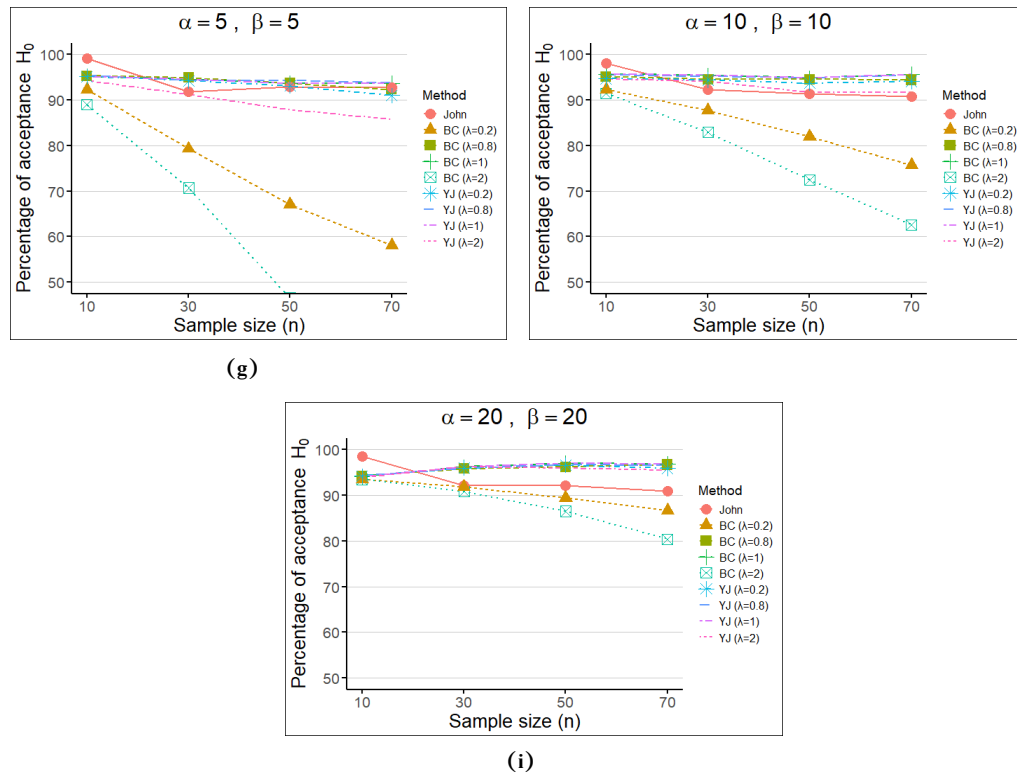 α = 5 , β = 5
Percentage of acceptance H₀
100
90
80
70
60
50
10 30 50 70
Sample size (n)
Method
John
BC (λ=0.2)
BC (λ=0.8)
BC (λ=1)
BC (λ=2)
YJ (λ=0.2)
YJ (λ=0.8)
YJ (λ=1)
YJ (λ=2)
(g)
α = 10 , β = 10
Percentage of acceptance H₀
100
90
80
70
60
50
10 30 50 70
Sample size (n)
Method
John
BC (λ=0.2)
BC (λ=0.8)
BC (λ=1)
BC (λ=2)
YJ (λ=0.2)
YJ (λ=0.8)
YJ (λ=1)
YJ (λ=2)
α = 20 , β = 20
Percentage of acceptance H₀
100
90
80
70
60
50
10 30 50 70
Sample size (n)
Method
John
BC (λ=0.2)
BC (λ=0.8)
BC (λ=1)
BC (λ=2)
YJ (λ=0.2)
YJ (λ=0.8)
YJ (λ=1)
YJ (λ=2)
(i)